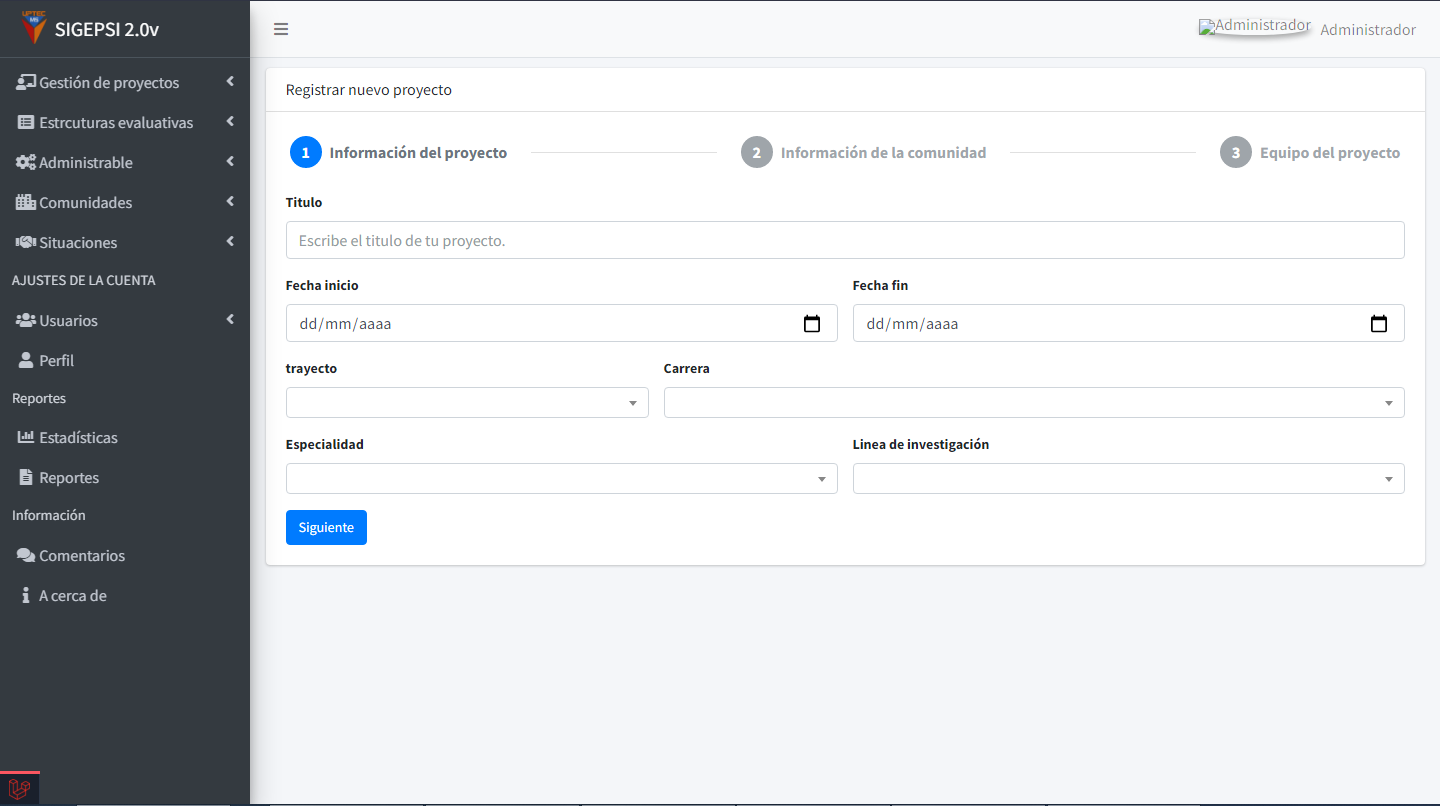 UPTEC
MS
SIGEPSI 2.0v
Gestión de proyectos
Estrcuturas evaluativas
Administrable
Comunidades
Situaciones
AJUSTES DE LA CUENTA
Usuarios
Perfil
Reportes
Estadísticas
Reportes
Información
Comentarios
A cerca de
Administrador Administrador
Registrar nuevo proyecto
1 Información del proyecto 2 Información de la comunidad 3 Equipo del proyecto
Titulo
Escribe el titulo de tu proyecto.
Fecha inicio Fecha fin
dd/mm/aaaa dd/mm/aaaa
trayecto Carrera
Especialidad Linea de investigación
Siguiente